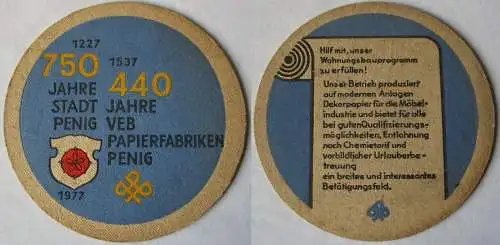 1227
750
JAHRE
STADT
PENIG
1537
440
JAHRE
VEB
PAPIERFABRIKEN
PENIG
1977
Hilf mit, unser
Wohnungsbauprogramm
zu erfüllen!
Unser Betrieb produziert
auf modernen Anlagen
Dekorpapier für die Möbel-
industrie und bietet für alle
bei guten Qualifizierungs-
möglichkeiten, Entlohnung
nach Chemietarif und
vorbildlicher Urlauberbe-
treuung
ein breites und interessantes
Betätigungsfeld.